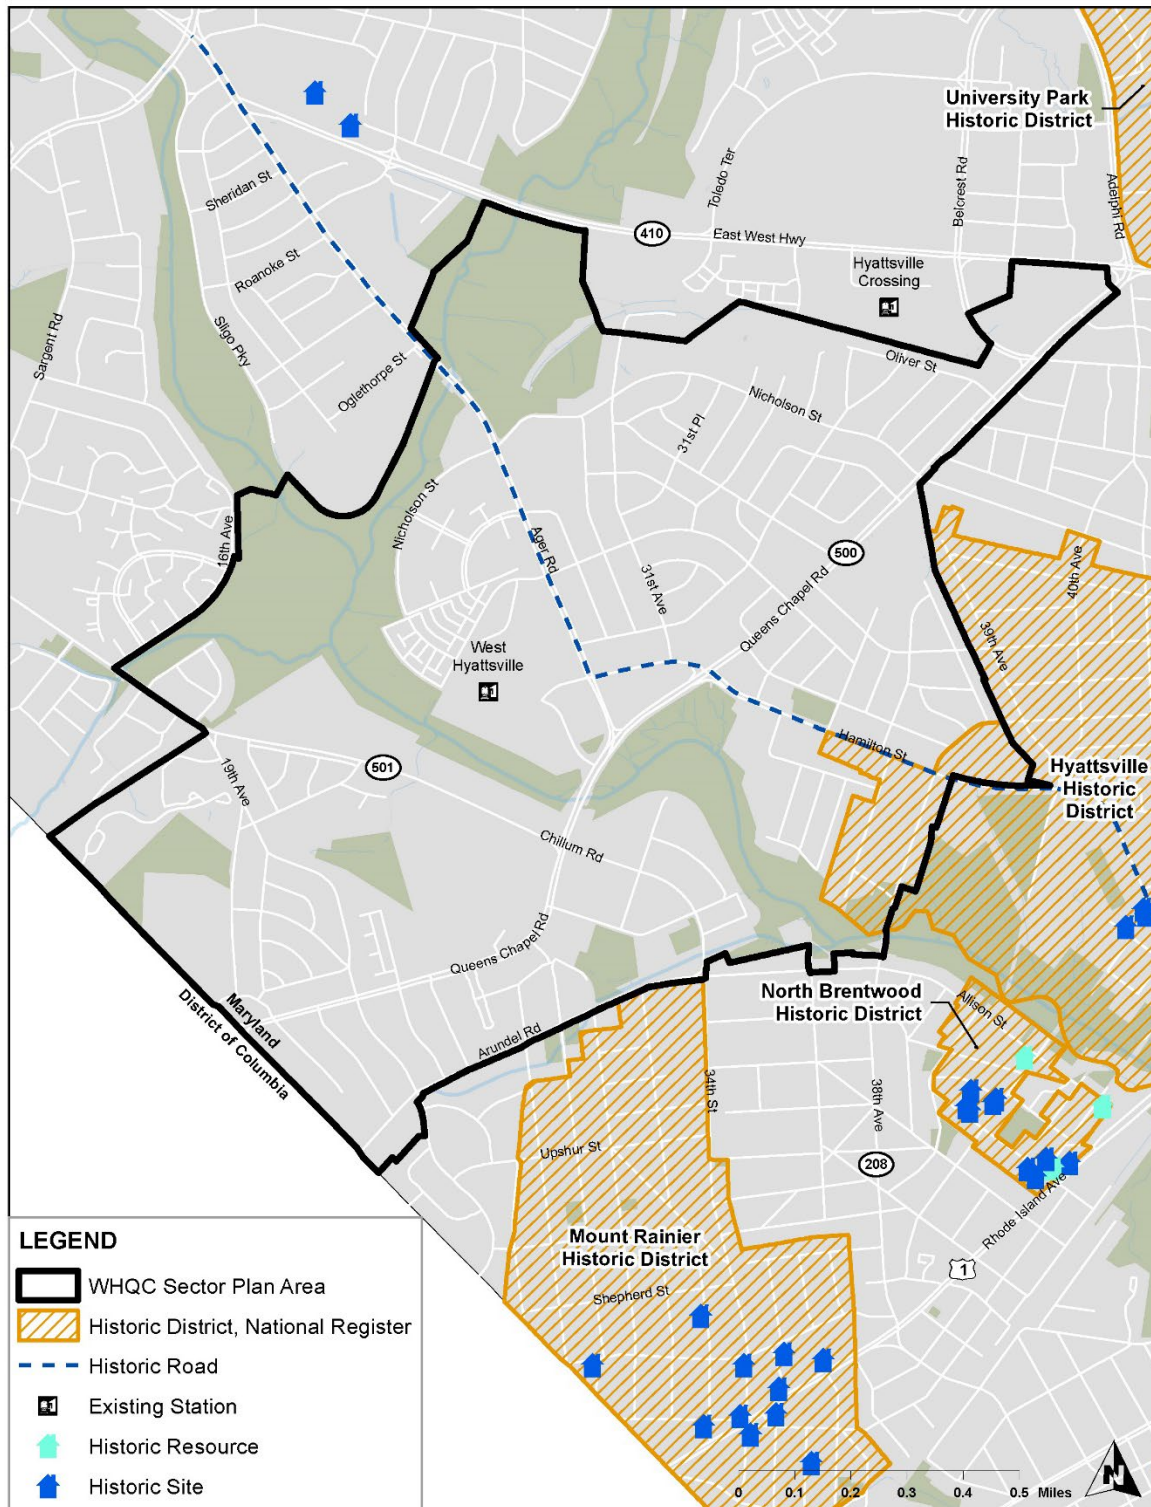 University Park
Historic District
Toledo Ter
Belcrest Rd
Adelphi Rd
Sheridan St
410
East West Hwy
Roanoke St
Hyattsville
Crossing
Sargent Rd
Sligo Pky
Oglethorpe St
Oliver St
Nicholson St
31st Pl
Nicholson St
16th Ave
Ager Rd
500
40th Ave
31st Ave
Queens Chapel Rd
39th Ave
West
Hyattsville
Hamilton St
501
19th Ave
Hyattsville
Historic
District
Chillum Rd
Queens Chapel Rd
North Brentwood
Historic District
Allison St
Maryland
District of Columbia
Arundel Rd
34th St
38th Ave
Upshur St
208
Rhode Island Ave
Mount Rainier
Historic District
1
Shepherd St
LEGEND
WHQC Sector Plan Area
Historic District, National Register
Historic Road
Existing Station
Historic Resource
Historic Site
N
0 0.1 0.2 0.3 0.4 0.5 Miles